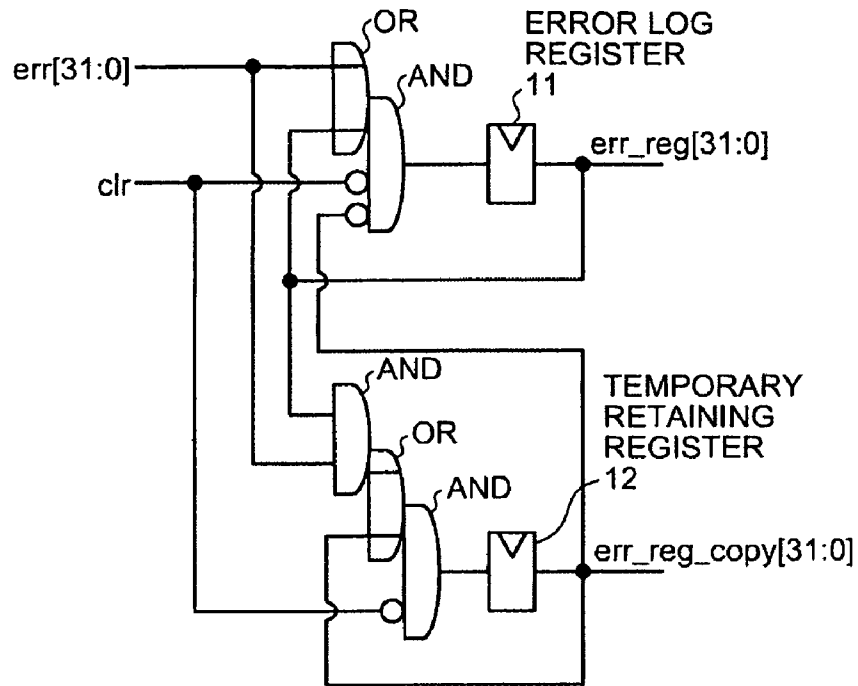 OR
ERROR LOG
REGISTER
11
err[31:0]
AND
err_reg[31:0]
clr
AND
TEMPORARY
RETAINING
REGISTER
12
OR
AND
err_reg_copy[31:0]